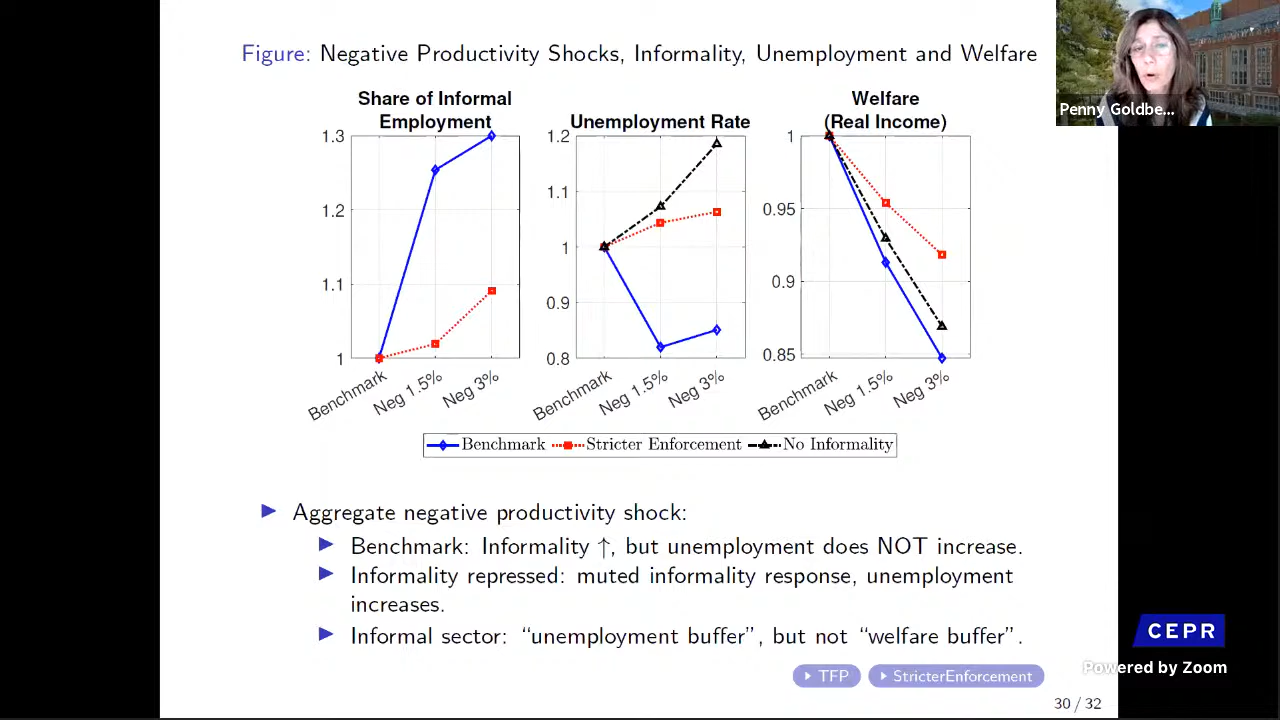 Figure: Negative Productivity Shocks, Informality, Unemployment and Welfare
Penny Goldbe...
Share of Informal
Employment
1.3
1.2
1.1
1
Benchmark
Neg 1.5%
Neg 3%
Unemployment Rate
1.2
1.1
1
0.9
0.8
Benchmark
Neg 1.5%
Neg 3%
Welfare
(Real Income)
1
0.95
0.9
0.85
Benchmark
Neg 1.5%
Neg 3%
Benchmark Stricter Enforcement No Informality
Aggregate negative productivity shock:
Benchmark: Informality ↑, but unemployment does NOT increase.
Informality repressed: muted informality response, unemployment
increases.
Informal sector: “unemployment buffer”, but not “welfare buffer”.
TFP StricterEnforcement
30 / 32
CEPR
Powered by Zoom